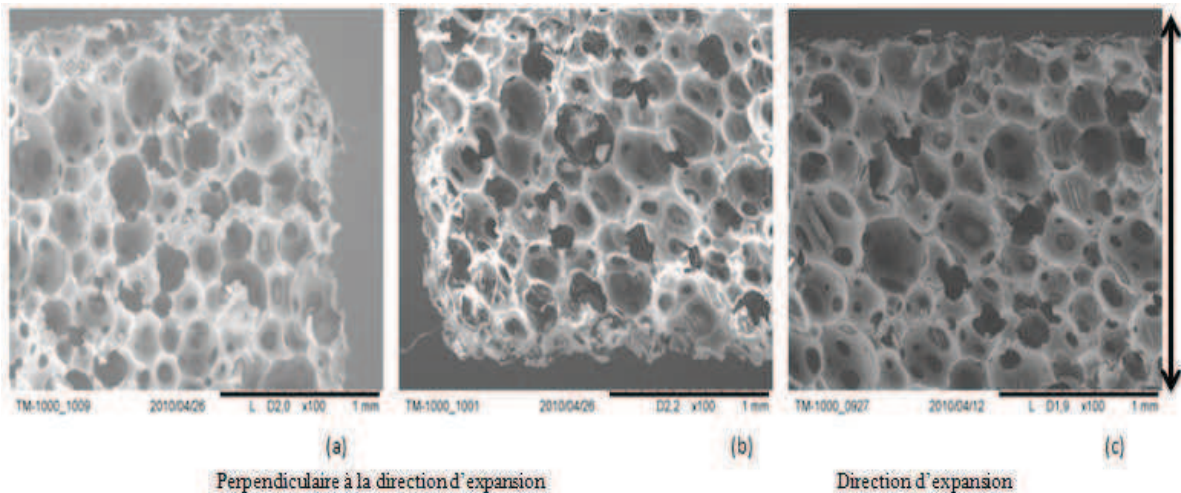 TM-1000_1009 2010/04/26 L D2,0 x100 1 mm
TM-1000_1001 2010/04/26 D2,2 x100 1 mm
TM-1000_0927 2010/04/12 L D1,9 x100 1 mm
(a) (b) (c)
Perpendiculaire à la direction d'expansion Direction d'expansion